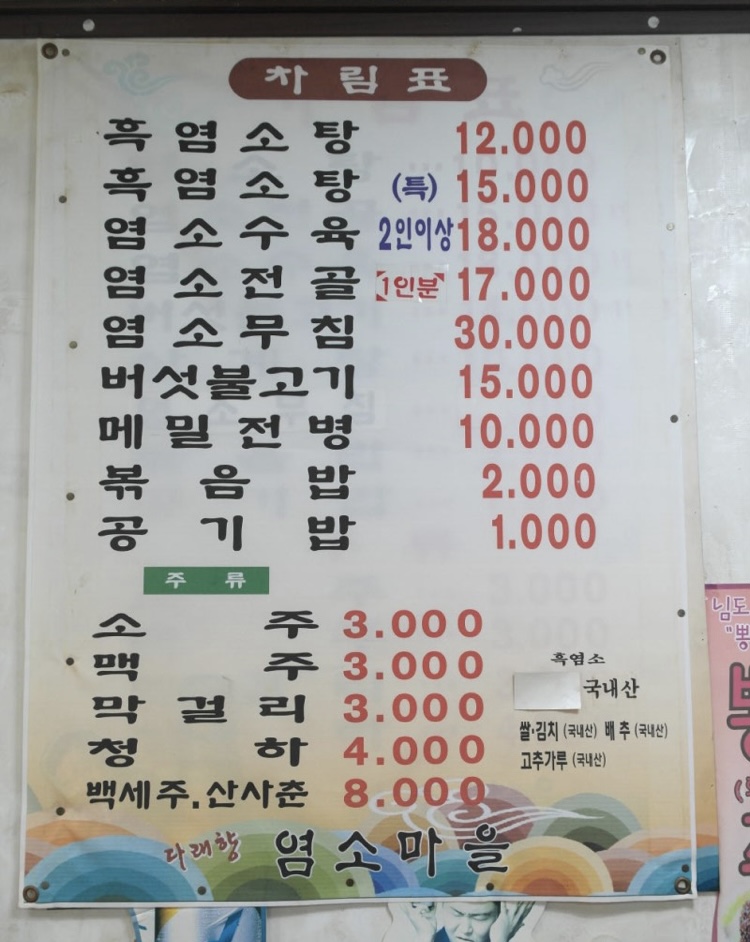 차림표
흑염소탕 12.000
흑염소탕 (특) 15.000
염소수육 2인이상 18.000
염소전골 1인분 17.000
염소무침 30.000
버섯불고기 15.000
메밀전병 10.000
볶음밥 2.000
공기밥 1.000
주류
소주 3.000
맥주 3.000
막걸리 3.000
청하 4.000
백세주.산사춘 8.000
흑염소
국내산
쌀·김치(국내산) 배추(국내산)
고추가루(국내산)
다래향 염소마을
님도
"뽕